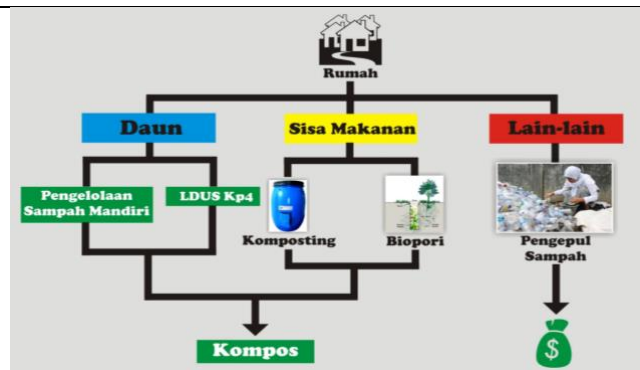 Rumah
Daun
Sisa Makanan
Lain-lain
Pengelolaan
Sampah Mandiri
LDUS Kp4
Komposting
Biopori
Pengepul
Sampah
Kompos
$